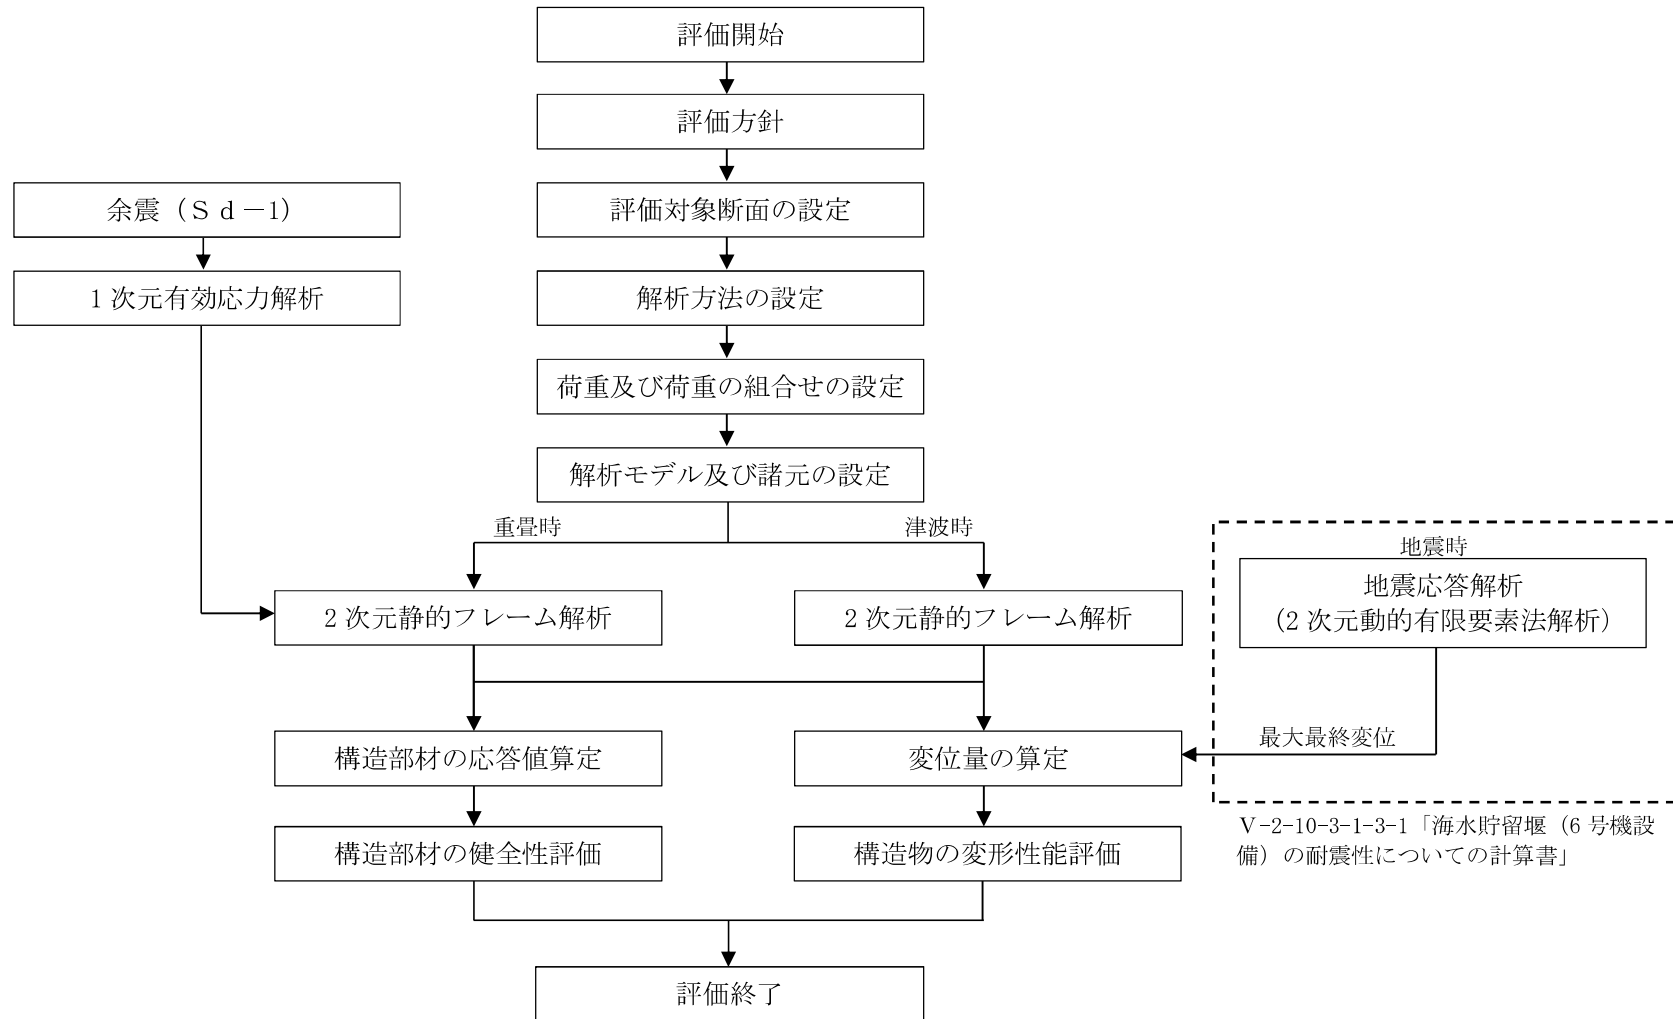 評価開始
評価方針
余震（Ｓｄ－1）
評価対象断面の設定
1 次元有効応力解析
解析方法の設定
荷重及び荷重の組合せの設定
解析モデル及び諸元の設定
重畳時
津波時
地震時
地震応答解析
（2 次元動的有限要素法解析）
2 次元静的フレーム解析
2 次元静的フレーム解析
最大最終変位
構造部材の応答値算定
変位量の算定
Ⅴ-2-10-3-1-3-1「海水貯留堰（6 号機設
備）の耐震性についての計算書」
構造部材の健全性評価
構造物の変形性能評価
評価終了